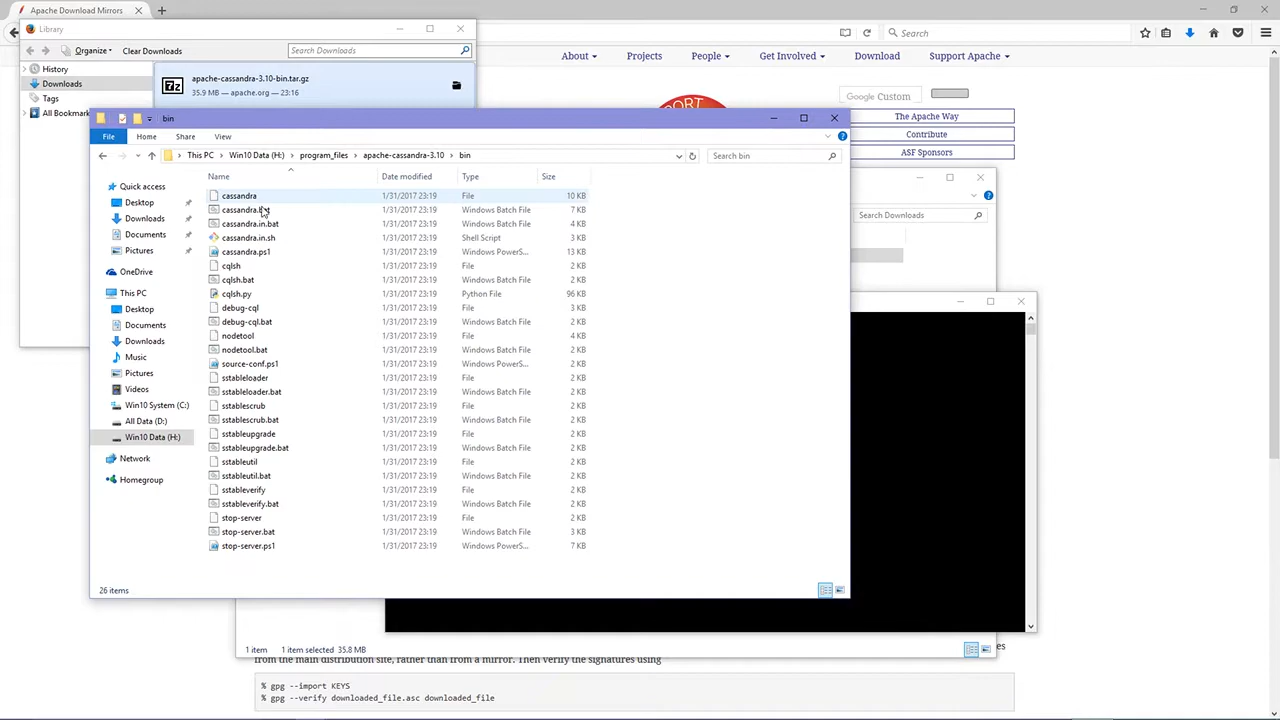 Apache Download Mirrors
Library
Search
Organize
Clear Downloads
Search Downloads
About
Projects
People
Get Involved
Download
Support Apache
History
Downloads
Tags
All Bookmar
apache-cassandra-3.10-bin.tar.gz
35.9 MB — apache.org — 23:16
Google Custom
The Apache Way
Contribute
ASF Sponsors
bin
File
Home
Share
View
This PC
Win10 Data (H:)
program_files
apache-cassandra-3.10
bin
Search bin
Search Downloads
Name
Date modified
Type
Size
Quick access
Desktop
Downloads
Documents
Pictures
OneDrive
This PC
Desktop
Documents
Downloads
Music
Pictures
Videos
Win10 System (C:)
All Data (D:)
Win10 Data (H:)
Network
Homegroup
cassandra 1/31/2017 23:19 File 10 KB
cassandra.bat 1/31/2017 23:19 Windows Batch File 7 KB
cassandra.in.bat 1/31/2017 23:19 Windows Batch File 4 KB
cassandra.in.sh 1/31/2017 23:19 Shell Script 3 KB
cassandra.ps1 1/31/2017 23:19 Windows PowerS... 13 KB
cqlsh 1/31/2017 23:19 File 2 KB
cqlsh.bat 1/31/2017 23:19 Windows Batch File 2 KB
cqlsh.py 1/31/2017 23:19 Python File 96 KB
debug-cql 1/31/2017 23:19 File 3 KB
debug-cql.bat 1/31/2017 23:19 Windows Batch File 2 KB
nodetool 1/31/2017 23:19 File 4 KB
nodetool.bat 1/31/2017 23:19 Windows Batch File 2 KB
source-conf.ps1 1/31/2017 23:19 Windows PowerS... 2 KB
sstableloader 1/31/2017 23:19 File 2 KB
sstableloader.bat 1/31/2017 23:19 Windows Batch File 2 KB
sstablescrub 1/31/2017 23:19 File 2 KB
sstablescrub.bat 1/31/2017 23:19 Windows Batch File 2 KB
sstableupgrade 1/31/2017 23:19 File 2 KB
sstableupgrade.bat 1/31/2017 23:19 Windows Batch File 2 KB
sstableutil 1/31/2017 23:19 File 2 KB
sstableutil.bat 1/31/2017 23:19 Windows Batch File 2 KB
sstableverify 1/31/2017 23:19 File 2 KB
sstableverify.bat 1/31/2017 23:19 Windows Batch File 2 KB
stop-server 1/31/2017 23:19 File 2 KB
stop-server.bat 1/31/2017 23:19 Windows Batch File 3 KB
stop-server.ps1 1/31/2017 23:19 Windows PowerS... 7 KB
26 items
1 item
1 item selected 35.8 MB
es
from the main distribution site, rather than from a mirror. Then verify the signatures using
% gpg --import KEYS
% gpg --verify downloaded_file.asc downloaded_file